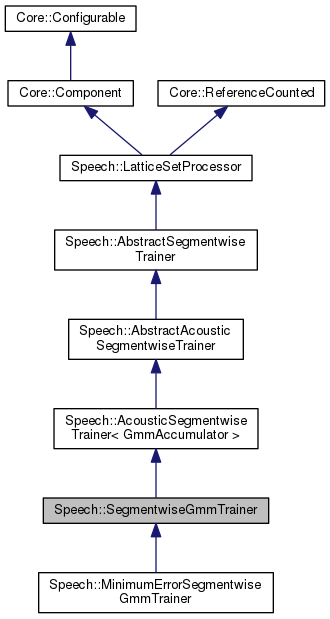 Core::Configurable
Core::Component
Core::ReferenceCounted
Speech::LatticeSetProcessor
Speech::AbstractSegmentwise
Trainer
Speech::AbstractAcoustic
SegmentwiseTrainer
Speech::AcousticSegmentwise
Trainer< GmmAccumulator >
Speech::SegmentwiseGmmTrainer
Speech::MinimumErrorSegmentwise
GmmTrainer